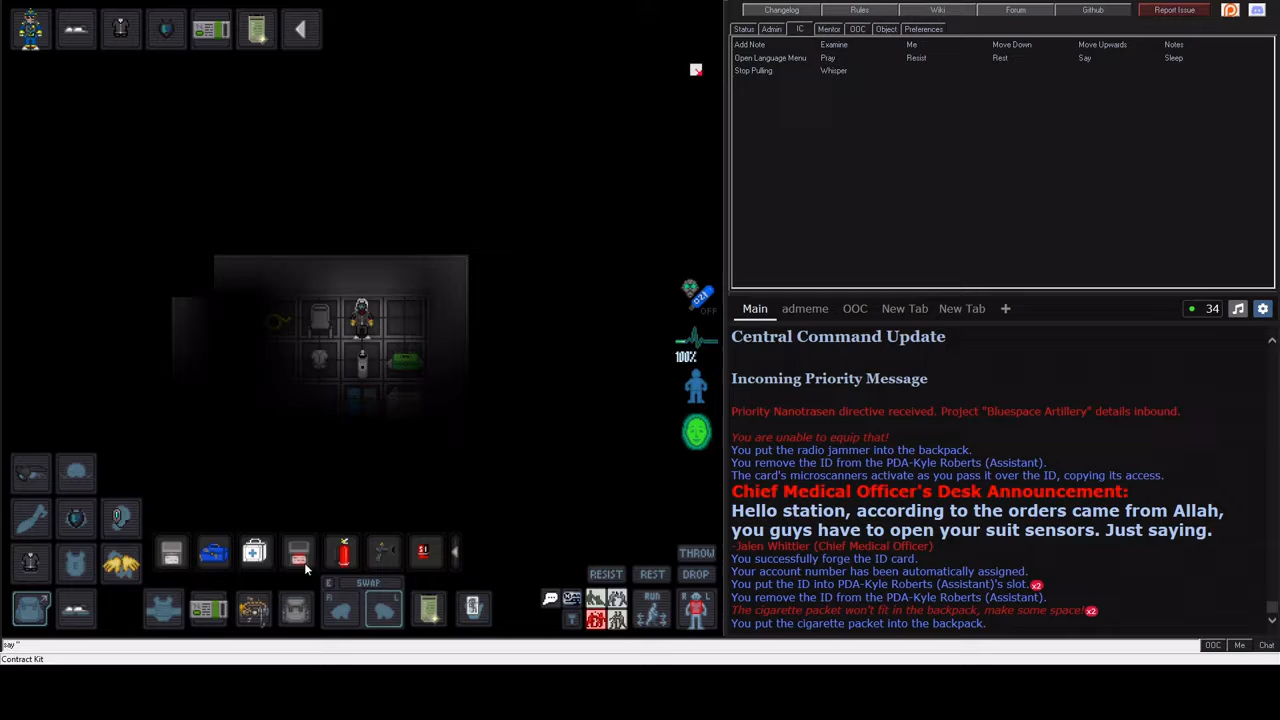 Changelog Rules Wiki Forum Github Report Issue
Status Admin IC Mentor OOC Object Preferences
Add Note Examine Me Move Down Move Upwards Notes
Open Language Menu Pray Resist Rest Say Sleep
Stop Pulling Whisper
OFF
100%
Main admeme OOC New Tab New Tab + 34
Central Command Update
Incoming Priority Message
Priority Nanotrasen directive received. Project "Bluespace Artillery" details inbound.
You are unable to equip that!
You put the radio jammer into the backpack.
You remove the ID from the PDA-Kyle Roberts (Assistant).
The card's microscanners activate as you pass it over the ID, copying its access.
Chief Medical Officer's Desk Announcement:
Hello station, according to the orders came from Allah,
you guys have to open your suit sensors. Just saying.
-Jalen Whittier (Chief Medical Officer)
You successfully forge the ID card.
Your account number has been automatically assigned.
You put the ID into PDA-Kyle Roberts (Assistant)'s slot. x2
You remove the ID from the PDA-Kyle Roberts (Assistant).
The cigarette packet won't fit in the backpack, make some space! x2
You put the cigarette packet into the backpack.
THROW
RESIST REST DROP
E SWAP
R L
RUN
R L
say "
OOC Me Chat
Contract Kit